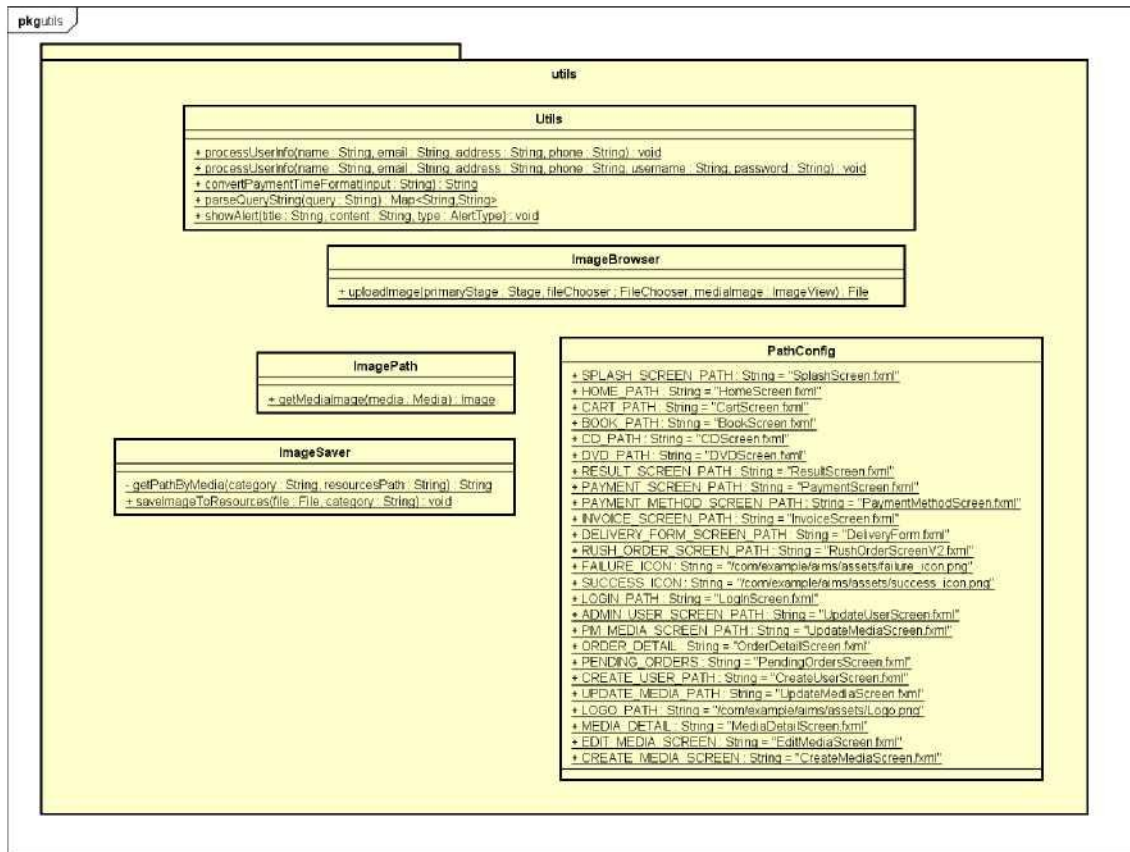 pkg utils
utils
Utils
+ processUserInfo(name : String, email : String, address : String, phone : String) : void
+ processUserInfo(name : String, email : String, address : String, phone : String, username : String, password : String) : void
+ convertPaymentTimeFormat(input : String) : String
+ parseQueryString(query : String) : Map<String,String>
+ showAlert(title : String, content : String, type : AlertType) : void
ImageBrowser
+ uploadImage(primaryStage : Stage, fileChooser : FileChooser, mediaImage : ImageView) : File
ImagePath
+ getMediaImage(media : Media) : Image
ImageSaver
- getPathByMedia(category : String, resourcesPath : String) : String
+ saveImageToResources(file : File, category : String) : void
PathConfig
+ SPLASH_SCREEN_PATH : String = "SplashScreen.fxml"
+ HOME_PATH : String = "HomeScreen.fxml"
+ CART_PATH : String = "CartScreen.fxml"
+ BOOK_PATH : String = "BookScreen.fxml"
+ CD_PATH : String = "CDScreen.fxml"
+ DVD_PATH : String = "DVDScreen.fxml"
+ RESULT_SCREEN_PATH : String = "ResultScreen.fxml"
+ PAYMENT_SCREEN_PATH : String = "PaymentScreen.fxml"
+ PAYMENT_METHOD_SCREEN_PATH : String = "PaymentMethodScreen.fxml"
+ INVOICE_SCREEN_PATH : String = "InvoiceScreen.fxml"
+ DELIVERY_FORM_SCREEN_PATH : String = "DeliveryForm.fxml"
+ RUSH_ORDER_SCREEN_PATH : String = "RushOrderScreenV2.fxml"
+ FAILURE_ICON : String = "/com/example/aims/assets/failure_icon.png"
+ SUCCESS_ICON : String = "/com/example/aims/assets/success_icon.png"
+ LOGIN_PATH : String = "LoginScreen.fxml"
+ ADMIN_USER_SCREEN_PATH : String = "UpdateUserScreen.fxml"
+ PM_MEDIA_SCREEN_PATH : String = "UpdateMediaScreen.fxml"
+ ORDER_DETAIL : String = "OrderDetailScreen.fxml"
+ PENDING_ORDERS : String = "PendingOrdersScreen.fxml"
+ CREATE_USER_PATH : String = "CreateUserScreen.fxml"
+ UPDATE_MEDIA_PATH : String = "UpdateMediaScreen.fxml"
+ LOGO_PATH : String = "/com/example/aims/assets/Logo.png"
+ MEDIA_DETAIL : String = "MediaDetailScreen.fxml"
+ EDIT_MEDIA_SCREEN : String = "EditMediaScreen.fxml"
+ CREATE_MEDIA_SCREEN : String = "CreateMediaScreen.fxml"